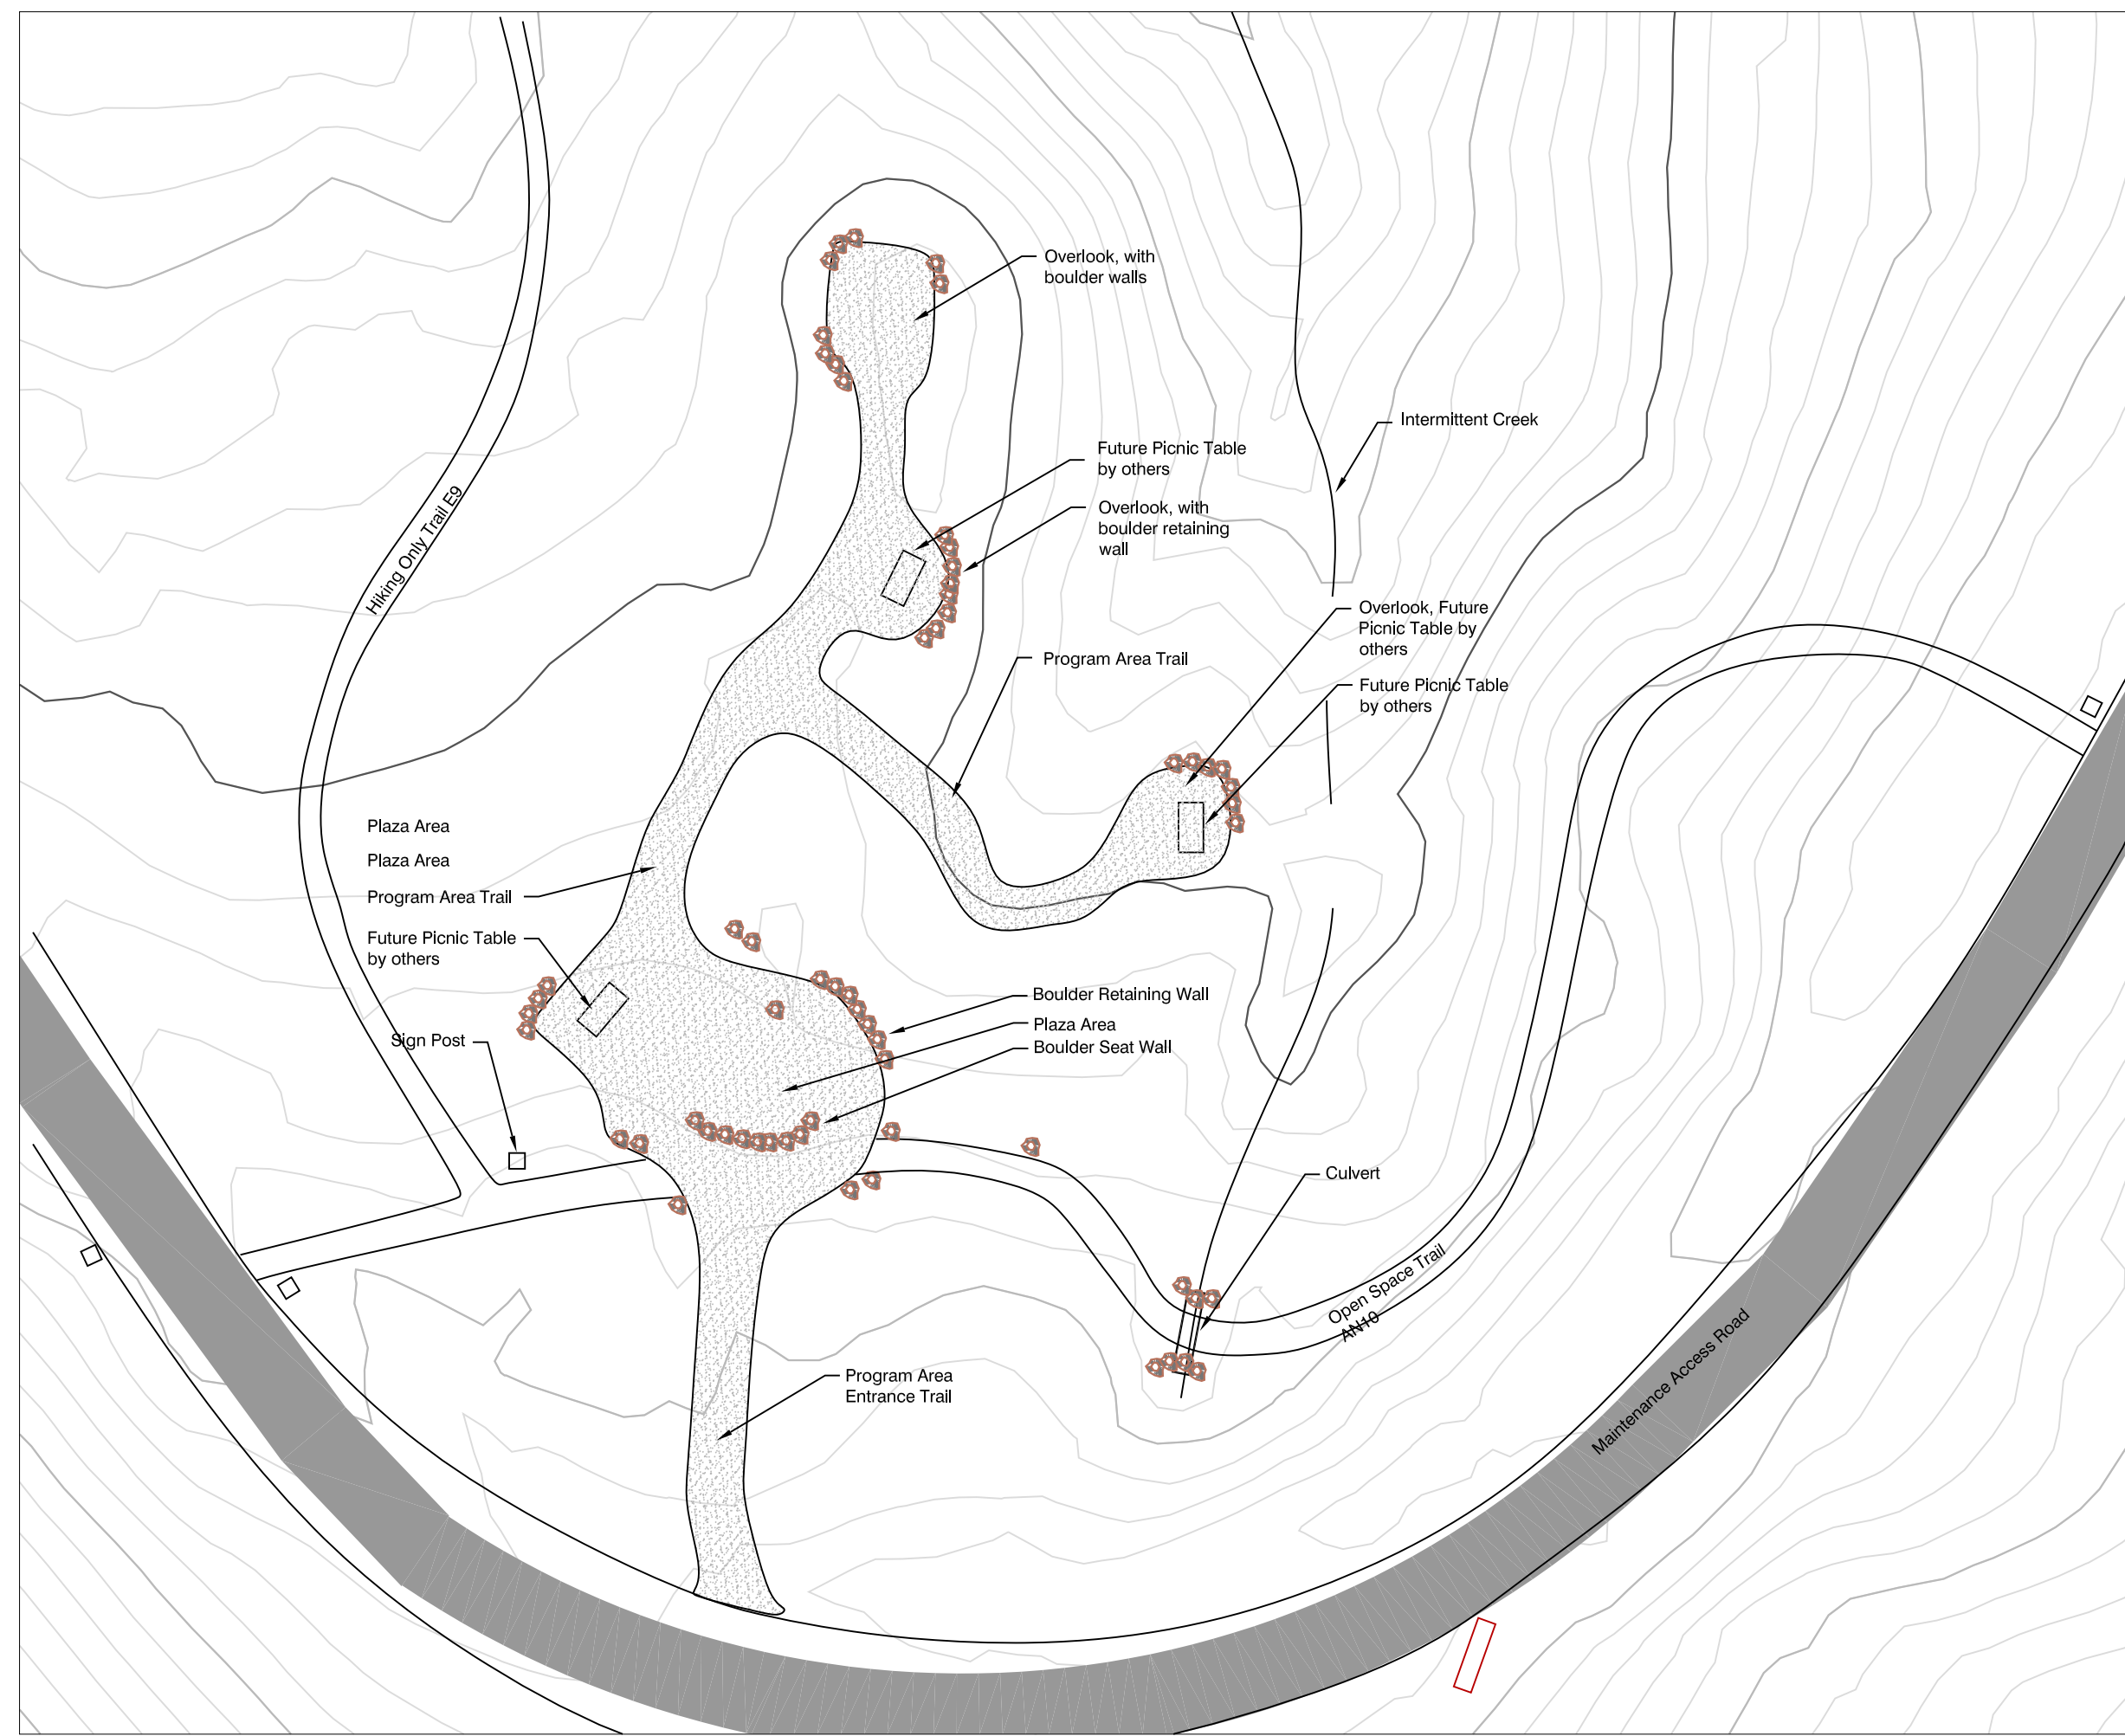 Overlook, with
boulder walls
Intermittent Creek
Future Picnic Table
by others
Overlook, with
boulder retaining
wall
Hiking Only Trail E9
Overlook, Future
Picnic Table by
others
Program Area Trail
Future Picnic Table
by others
Plaza Area
Plaza Area
Program Area Trail
Future Picnic Table
by others
Boulder Retaining Wall
Plaza Area
Sign Post
Boulder Seat Wall
Culvert
Open Space Trail
AN10
Maintenance Access Road
Program Area
Entrance Trail